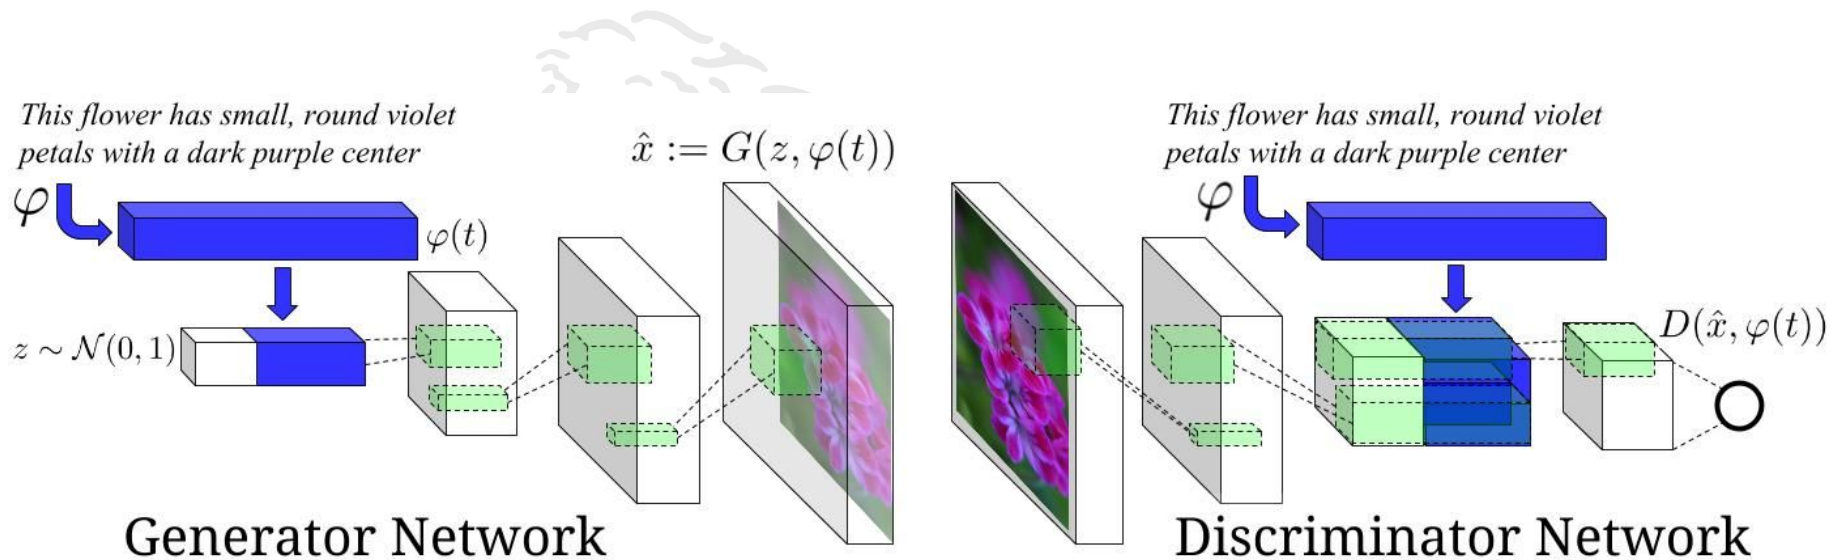 This flower has small, round violet
petals with a dark purple center
φ
φ(t)
z ∼ 𝒩(0, 1)
x̂ := G(z, φ(t))
Generator Network
This flower has small, round violet
petals with a dark purple center
φ
D(x̂, φ(t))
Discriminator Network